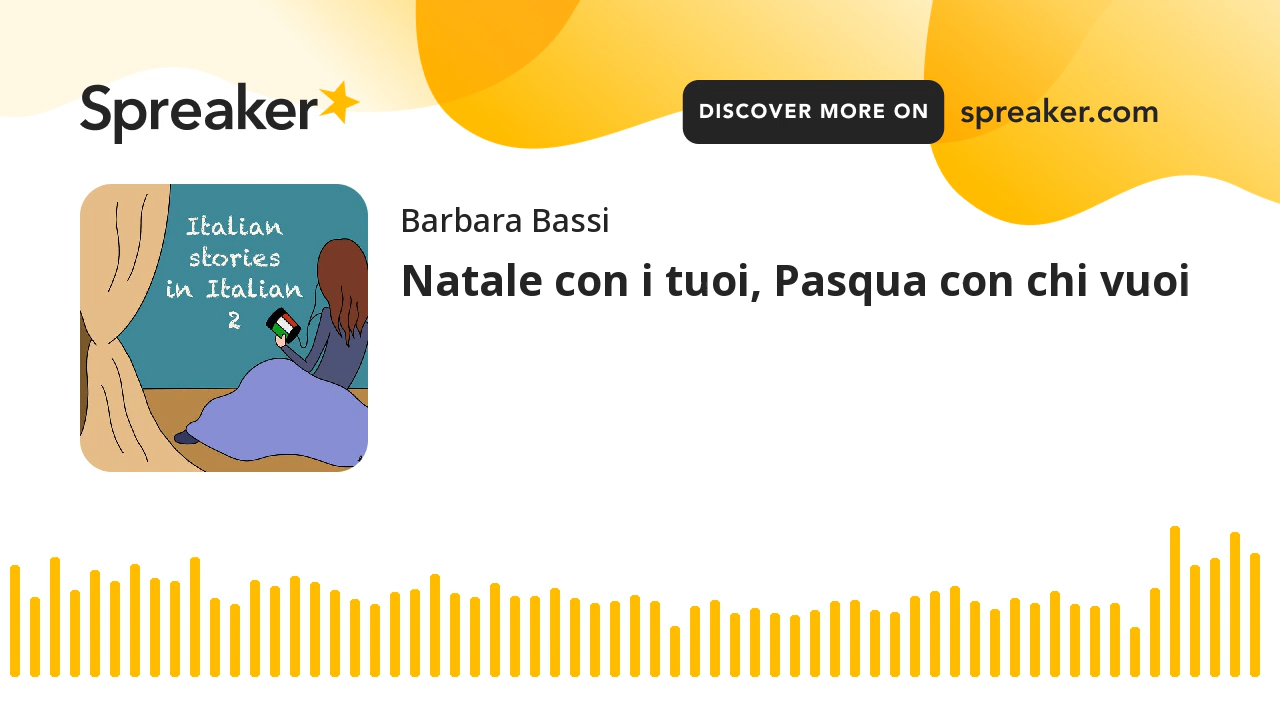 Spreaker
DISCOVER MORE ON
spreaker.com
Italian
stories
in Italian
2
Barbara Bassi
Natale con i tuoi, Pasqua con chi vuoi